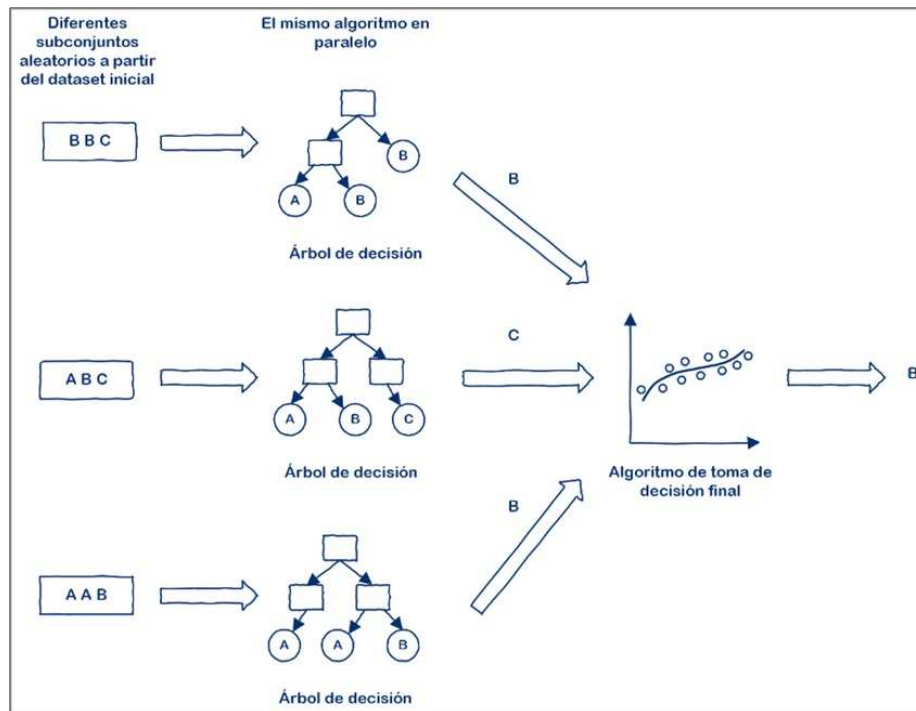 Diferentes
subconjuntos
aleatorios a partir
del dataset inicial
El mismo algoritmo en
paralelo
B B C
B
A
B
Árbol de decisión
B
A B C
A
B
C
Árbol de decisión
C
Algoritmo de toma de
decisión final
B
A A B
A
A
B
Árbol de decisión
B